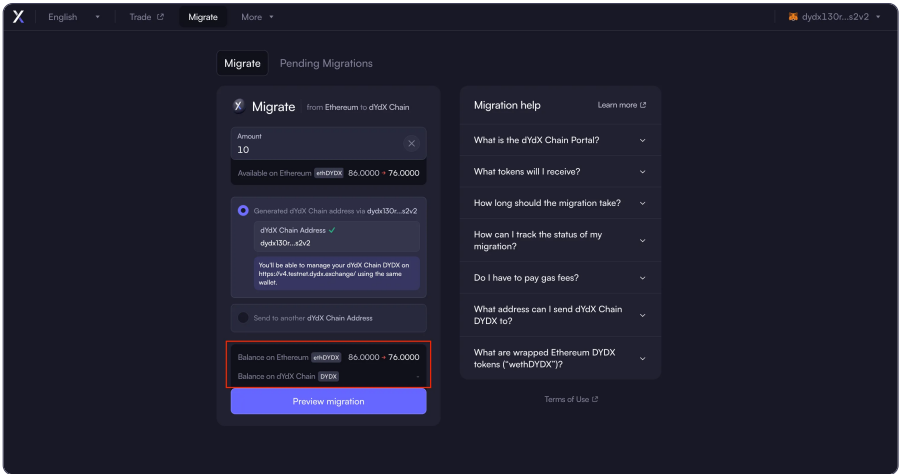 English
Trade
Migrate
More
dydx130r...s2v2
Migrate
Pending Migrations
Migrate
from Ethereum to dYdX Chain
Amount
10
Available on Ethereum ethDYDX 86.0000 → 76.0000
Generated dYdX Chain address via dydx130r...s2v2
dYdX Chain Address ✓
dydx130r...s2v2
You'll be able to manage your dYdX Chain DYDX on
https://v4.testnet.dydx.exchange/ using the same
wallet.
Send to another dYdX Chain Address
Balance on Ethereum ethDYDX 86.0000 → 76.0000
Balance on dYdX Chain DYDX -
Preview migration
Migration help
Learn more
What is the dYdX Chain Portal?
What tokens will I receive?
How long should the migration take?
How can I track the status of my
migration?
Do I have to pay gas fees?
What address can I send dYdX Chain
DYDX to?
What are wrapped Ethereum DYDX
tokens ("wethDYDX")?
Terms of Use